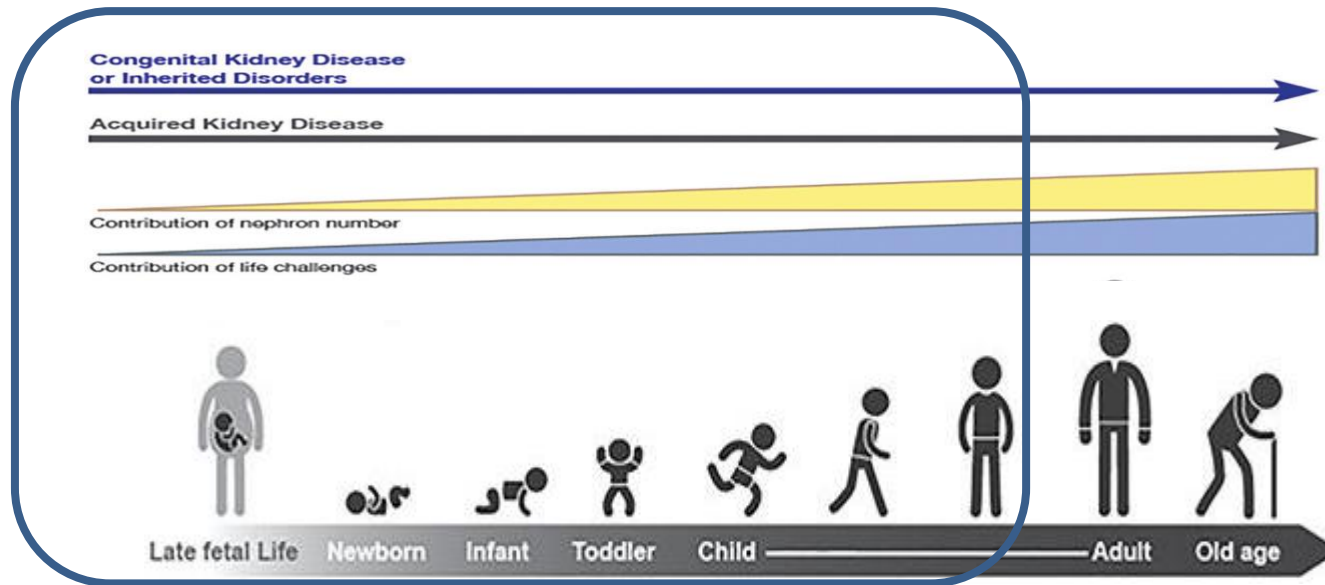 Congenital Kidney Disease
or Inherited Disorders
Acquired Kidney Disease
Contribution of nephron number
Contribution of life challenges
Late fetal Life Newborn Infant Toddler Child Adult Old age